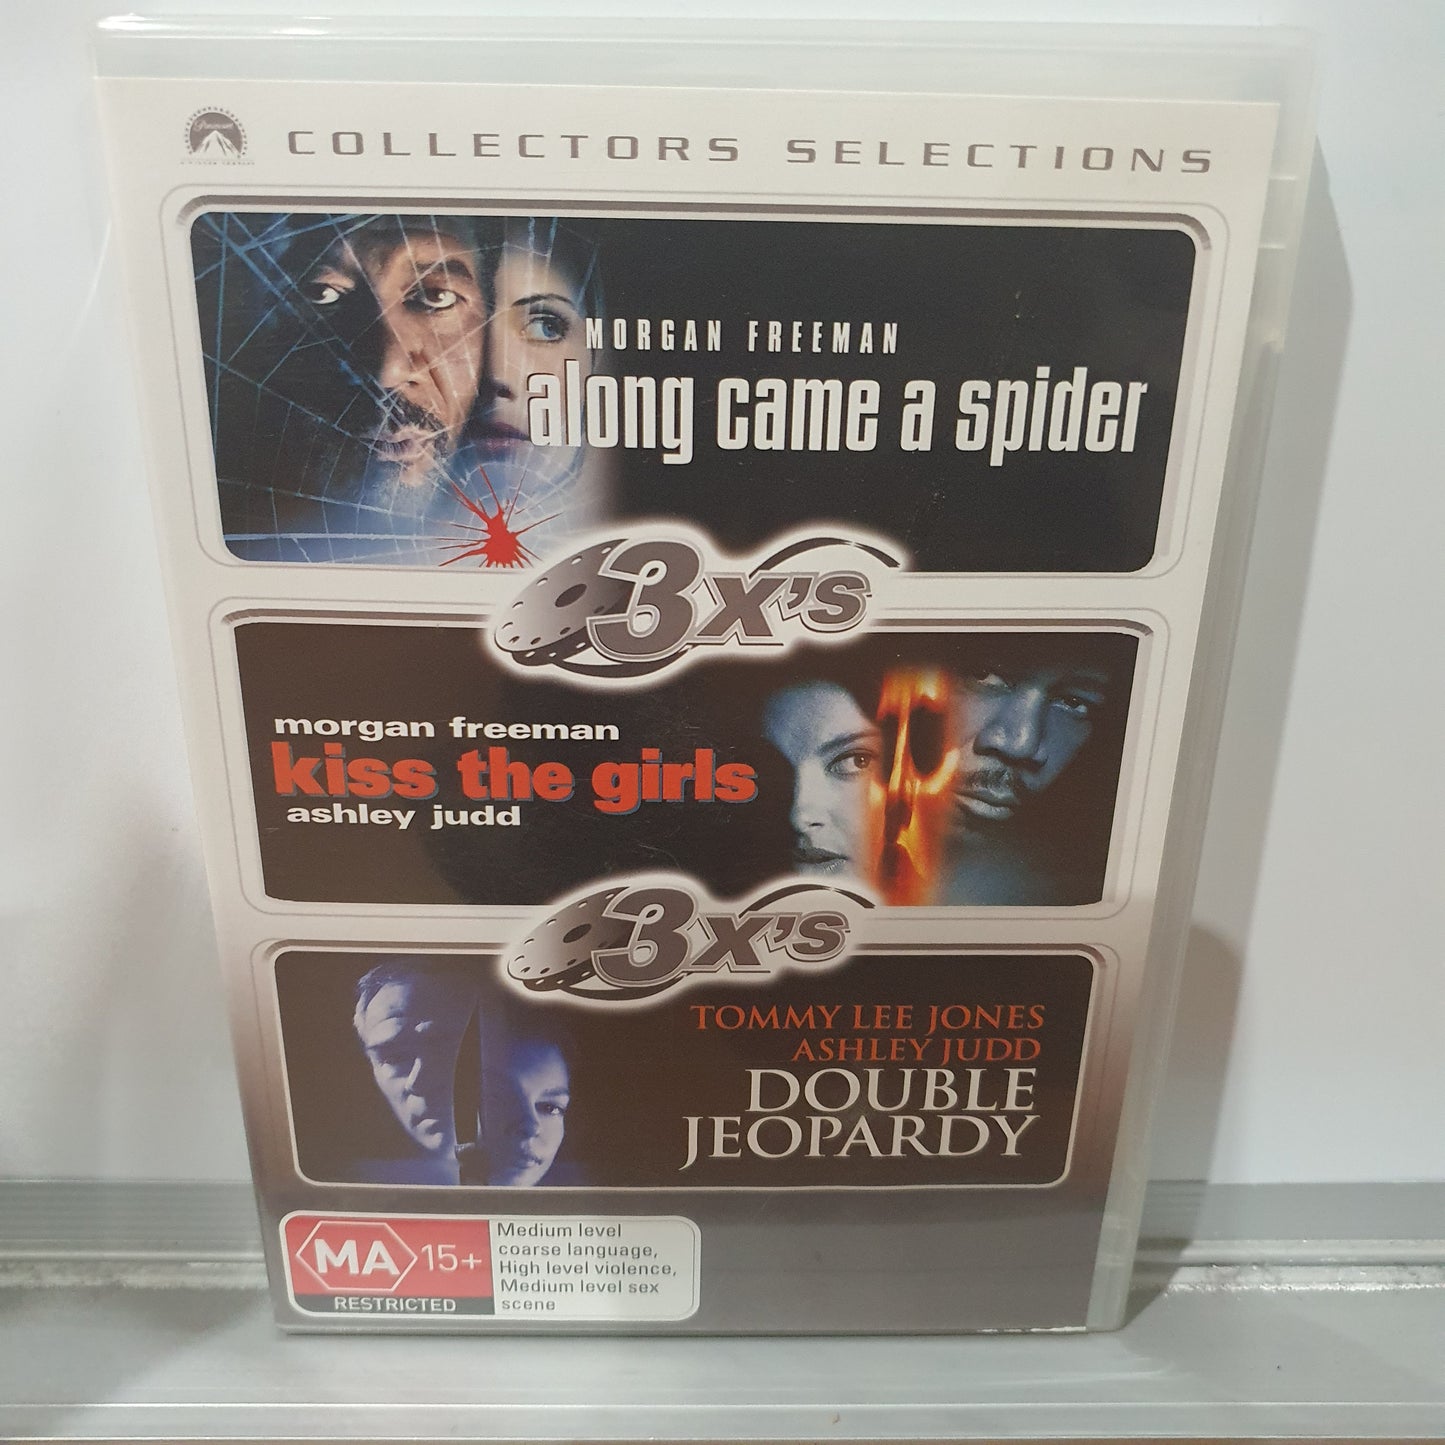 Paramount
COLLECTORS SELECTIONS
MORGAN FREEMAN
along came a spider
3x's
morgan freeman
kiss the girls
ashley judd
3x's
TOMMY LEE JONES
ASHLEY JUDD
DOUBLE
JEOPARDY
MA 15+
RESTRICTED
Medium level
coarse language,
High level violence,
Medium level sex
scene